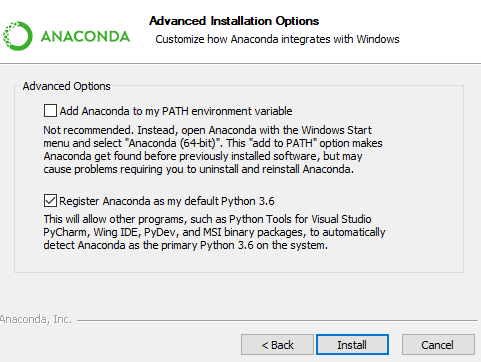 ANACONDA
Advanced Installation Options
Customize how Anaconda integrates with Windows
Advanced Options
Add Anaconda to my PATH environment variable
Not recommended. Instead, open Anaconda with the Windows Start
menu and select "Anaconda (64-bit)". This "add to PATH" option makes
Anaconda get found before previously installed software, but may
cause problems requiring you to uninstall and reinstall Anaconda.
Register Anaconda as my default Python 3.6
This will allow other programs, such as Python Tools for Visual Studio
PyCharm, Wing IDE, PyDev, and MSI binary packages, to automatically
detect Anaconda as the primary Python 3.6 on the system.
Anaconda, Inc.
< Back
Install
Cancel